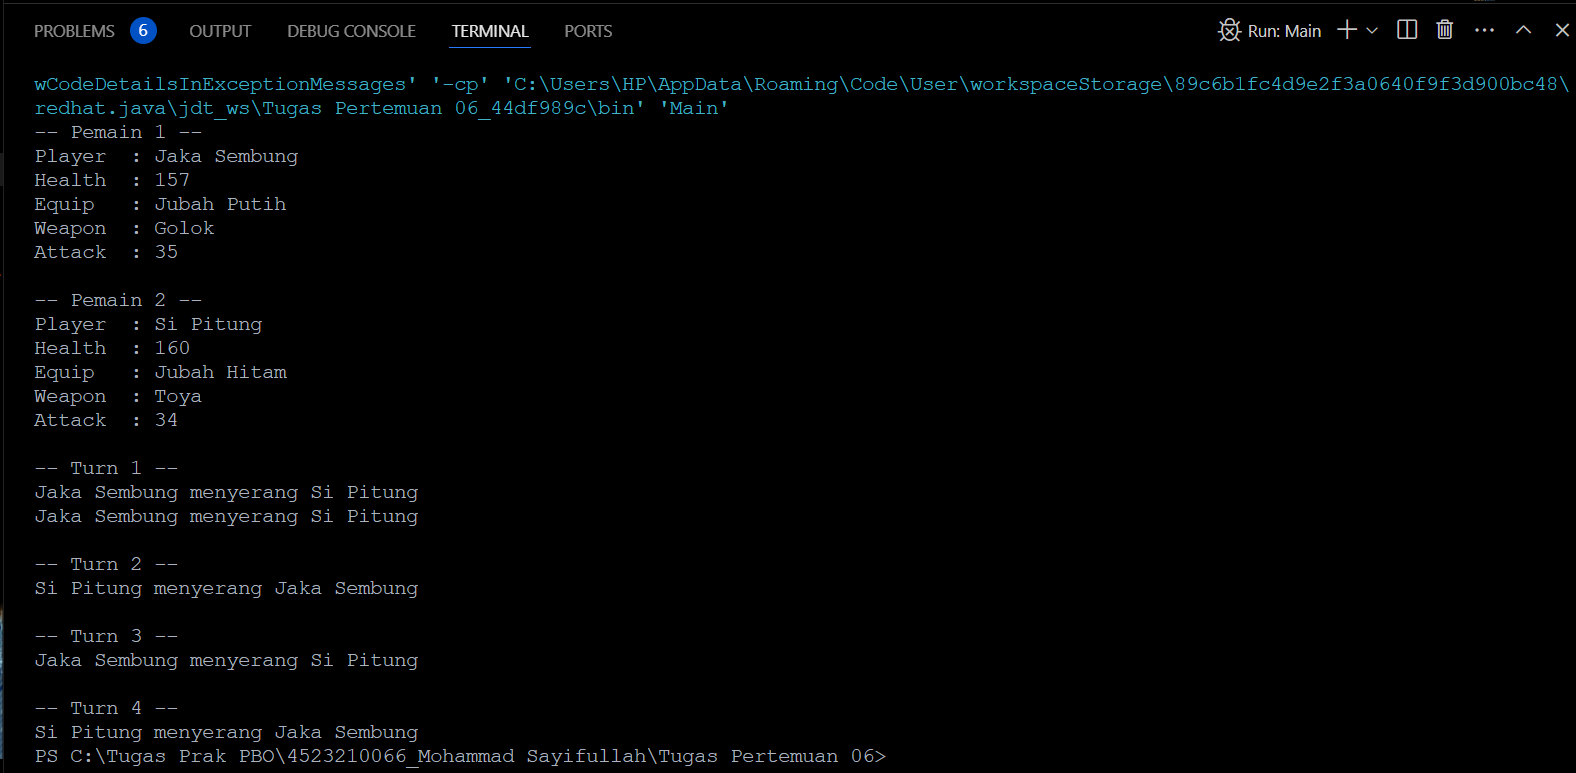 PROBLEMS 6 OUTPUT DEBUG CONSOLE TERMINAL PORTS Run: Main
wCodeDetailsInExceptionMessages' '-cp' 'C:\Users\HP\AppData\Roaming\Code\User\workspaceStorage\89c6b1fc4d9e2f3a0640f9f3d900bc48\
redhat.java\jdt_ws\Tugas Pertemuan 06_44df989c\bin' 'Main'
-- Pemain 1 --
Player  : Jaka Sembung
Health  : 157
Equip   : Jubah Putih
Weapon  : Golok
Attack  : 35
-- Pemain 2 --
Player  : Si Pitung
Health  : 160
Equip   : Jubah Hitam
Weapon  : Toya
Attack  : 34
-- Turn 1 --
Jaka Sembung menyerang Si Pitung
Jaka Sembung menyerang Si Pitung
-- Turn 2 --
Si Pitung menyerang Jaka Sembung
-- Turn 3 --
Jaka Sembung menyerang Si Pitung
-- Turn 4 --
Si Pitung menyerang Jaka Sembung
PS C:\Tugas Prak PBO\4523210066_Mohammad Sayifullah\Tugas Pertemuan 06>